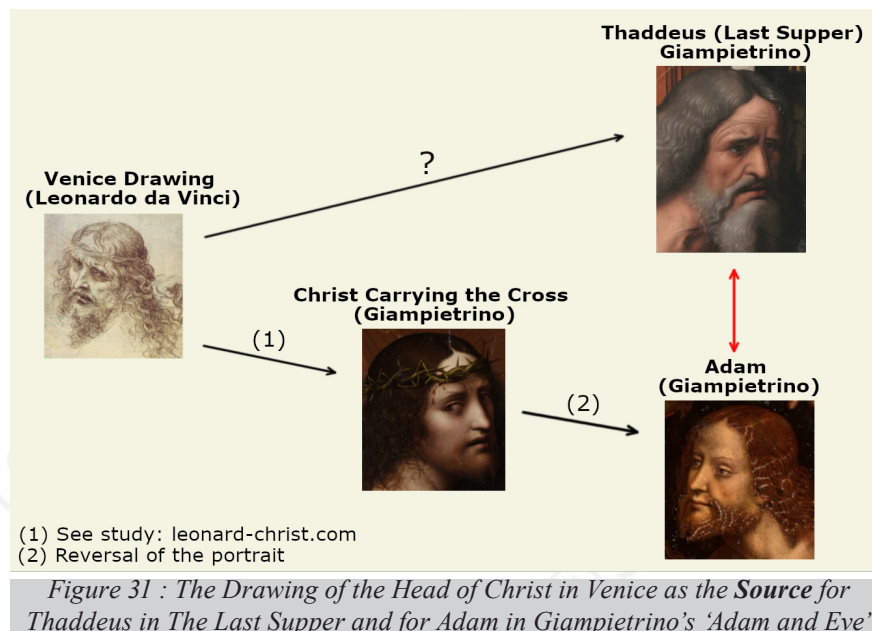 Thaddeus (Last Supper)
Giampietrino)
?
Venice Drawing
(Leonardo da Vinci)
Christ Carrying the Cross
(Giampietrino)
(1)
Adam
(Giampietrino)
(2)
(1) See study: leonard-christ.com
(2) Reversal of the portrait
Figure 31 : The Drawing of the Head of Christ in Venice as the Source for
Thaddeus in The Last Supper and for Adam in Giampietrino's ‘Adam and Eve’